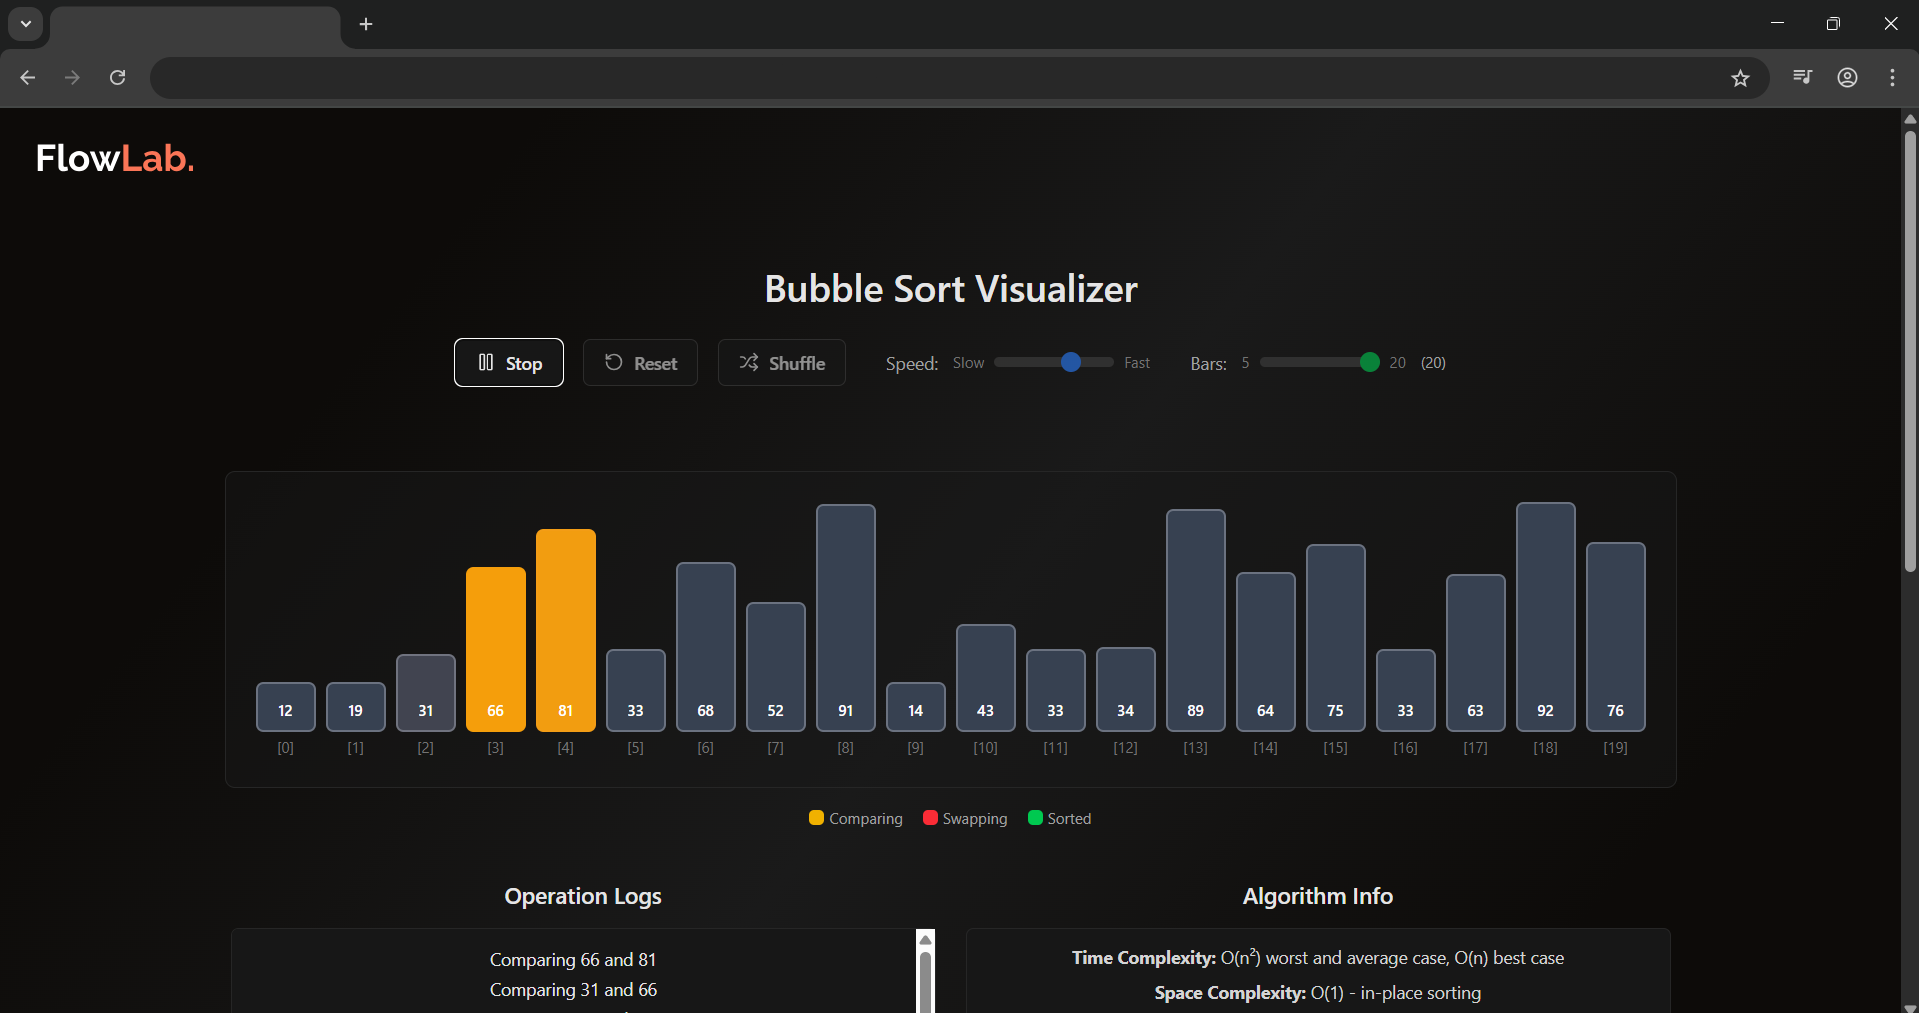 FlowLab.
Bubble Sort Visualizer
Stop Reset Shuffle Speed: Slow Fast Bars: 5 20 (20)
12 19 31 66 81 33 68 52 91 14 43 33 34 89 64 75 33 63 92 76
[0] [1] [2] [3] [4] [5] [6] [7] [8] [9] [10] [11] [12] [13] [14] [15] [16] [17] [18] [19]
Comparing Swapping Sorted
Operation Logs
Comparing 66 and 81
Comparing 31 and 66
Algorithm Info
Time Complexity: O(n²) worst and average case, O(n) best case
Space Complexity: O(1) - in-place sorting